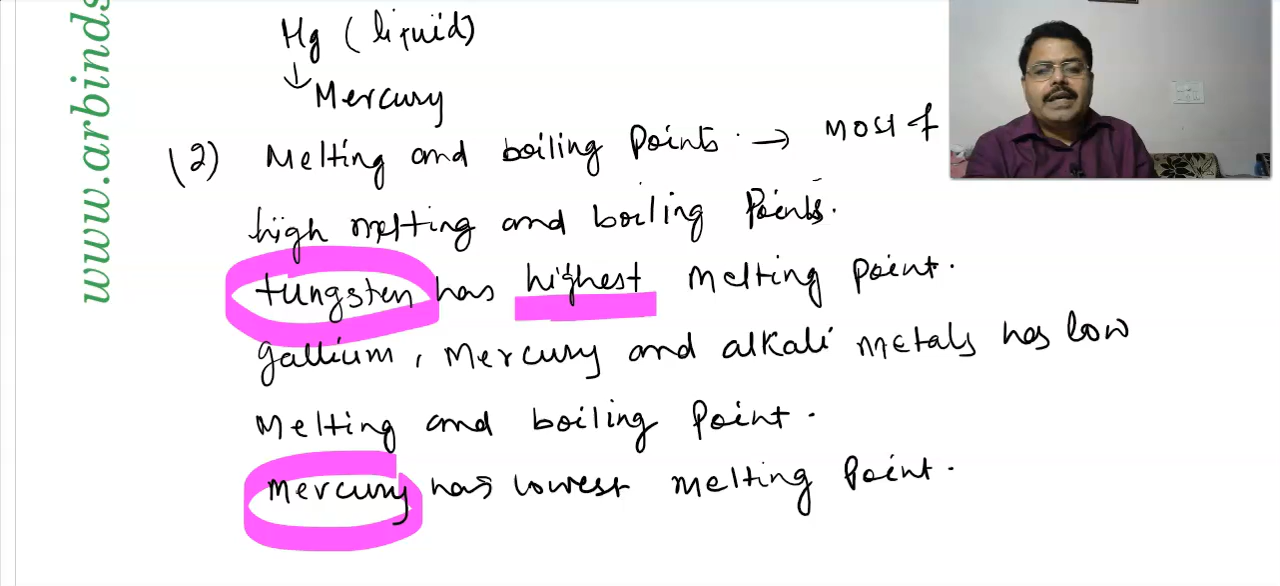 www.arbinds
Hg (liquid)
↓ Mercury
(2) Melting and boiling Points → Most of
high melting and boiling Points.
tungsten has highest melting point.
gallium, Mercury and alkali metals has low
Melting and boiling Point.
Mercury has lowest melting Point.